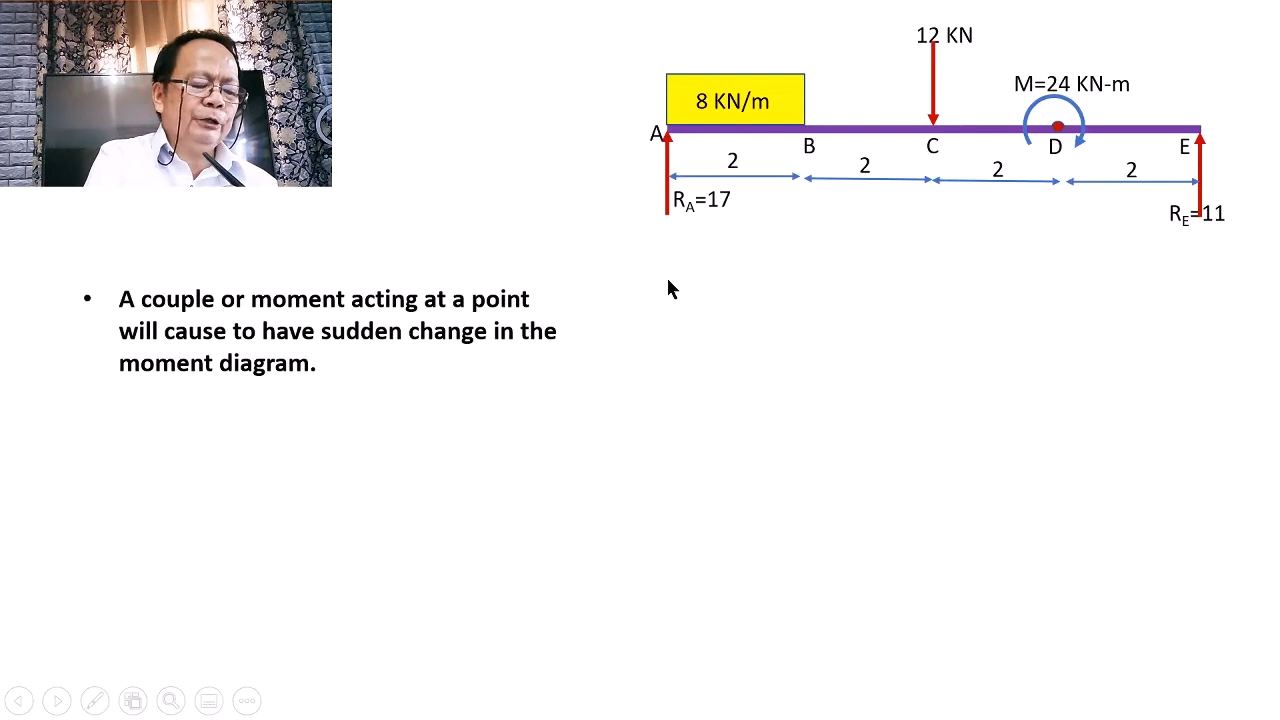 12 KN
M=24 KN-m
8 KN/m
A
B
C
D
E
2
2
2
2
RA=17
RE=11
• A couple or moment acting at a point
will cause to have sudden change in the
moment diagram.